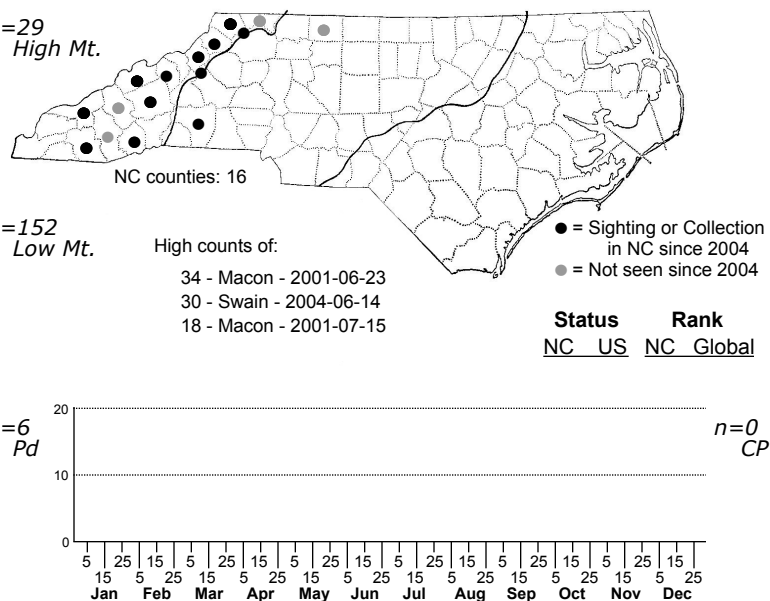 =29
High Mt.
NC counties: 16
=152
Low Mt.
High counts of:
34 - Macon - 2001-06-23
30 - Swain - 2004-06-14
18 - Macon - 2001-07-15
● = Sighting or Collection
in NC since 2004
● = Not seen since 2004
Status Rank
NC US NC Global
=6
Pd
n=0
CP
20
10
0
5 25 15 5 25 15 5 25 15 5 25 15 5 25 15 5 25 15
15 5 25 15 5 25 15 5 25 15 5 25 15 5 25 15 5 25
Jan Feb Mar Apr May Jun Jul Aug Sep Oct Nov Dec